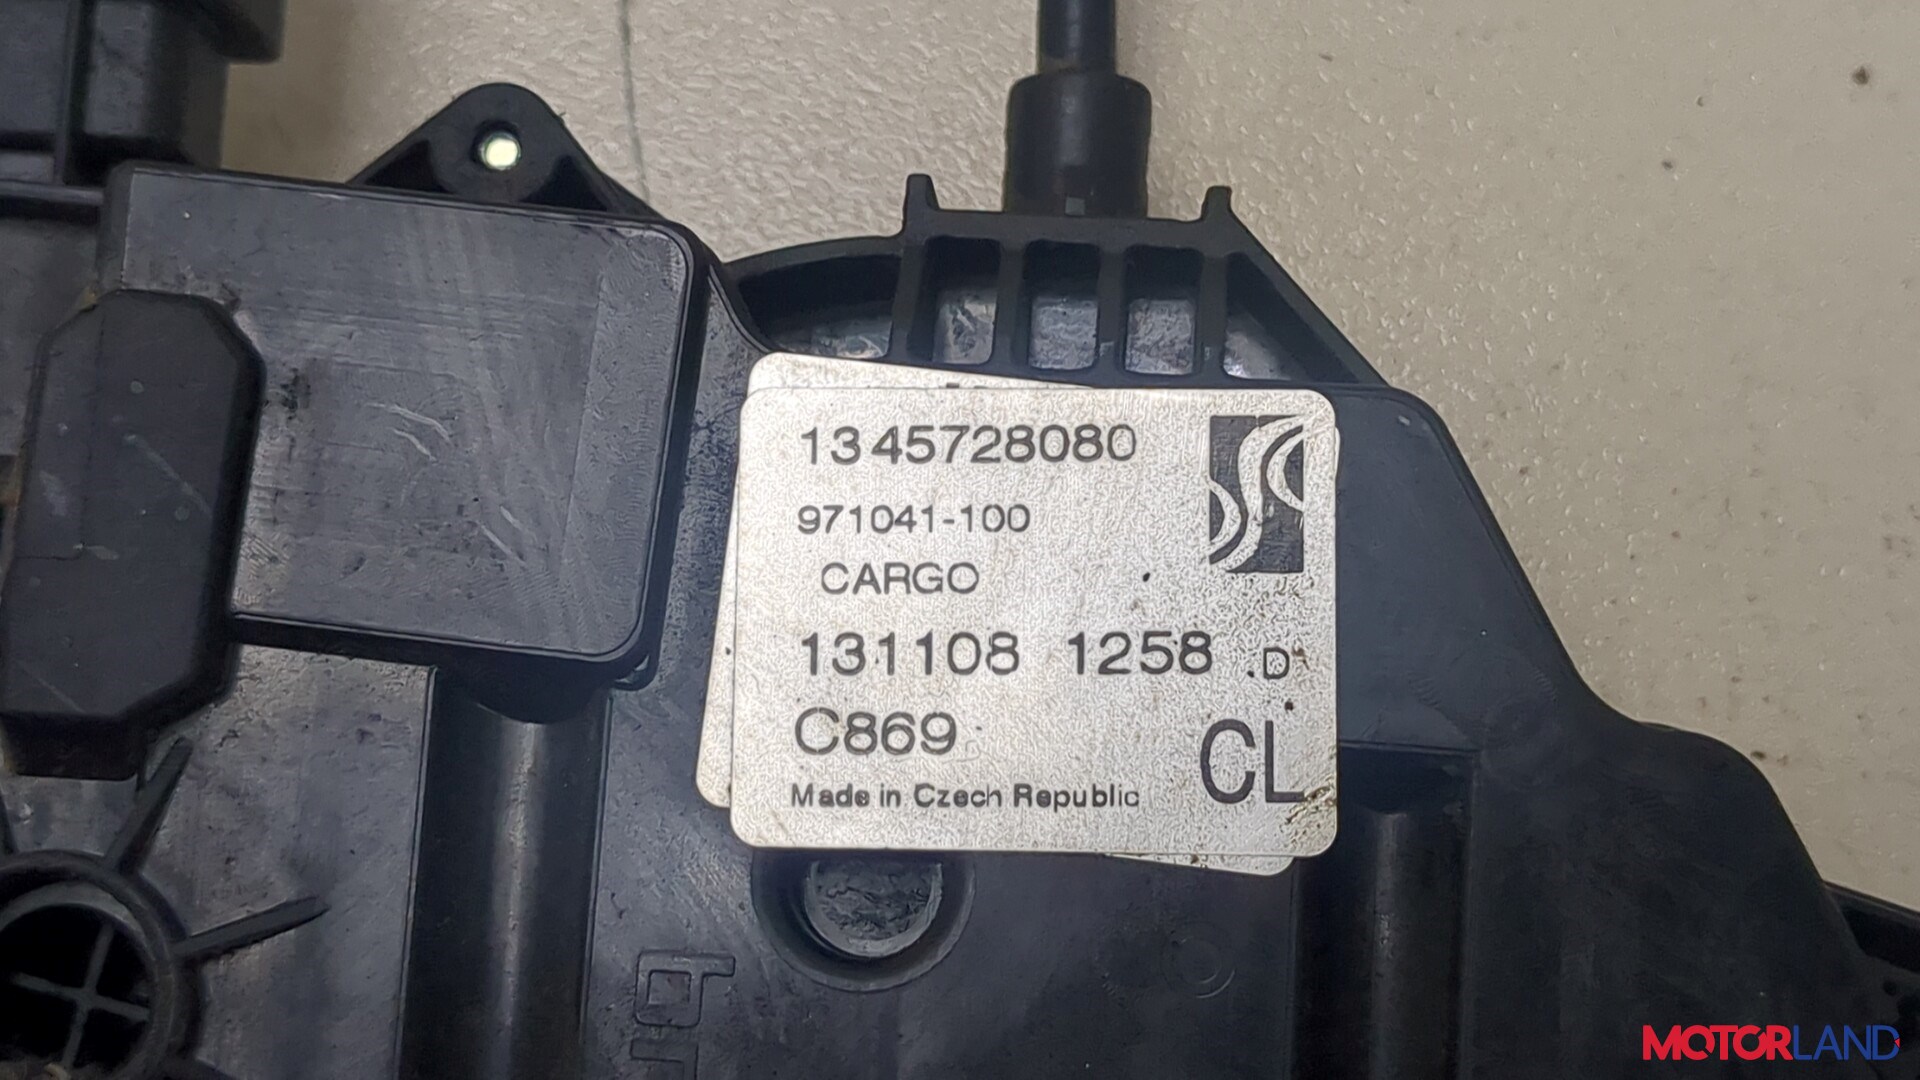 1345728080
971041-100
CARGO
131108 1258 .D
C869
CL
Made in Czech Republic
MOTORLAND